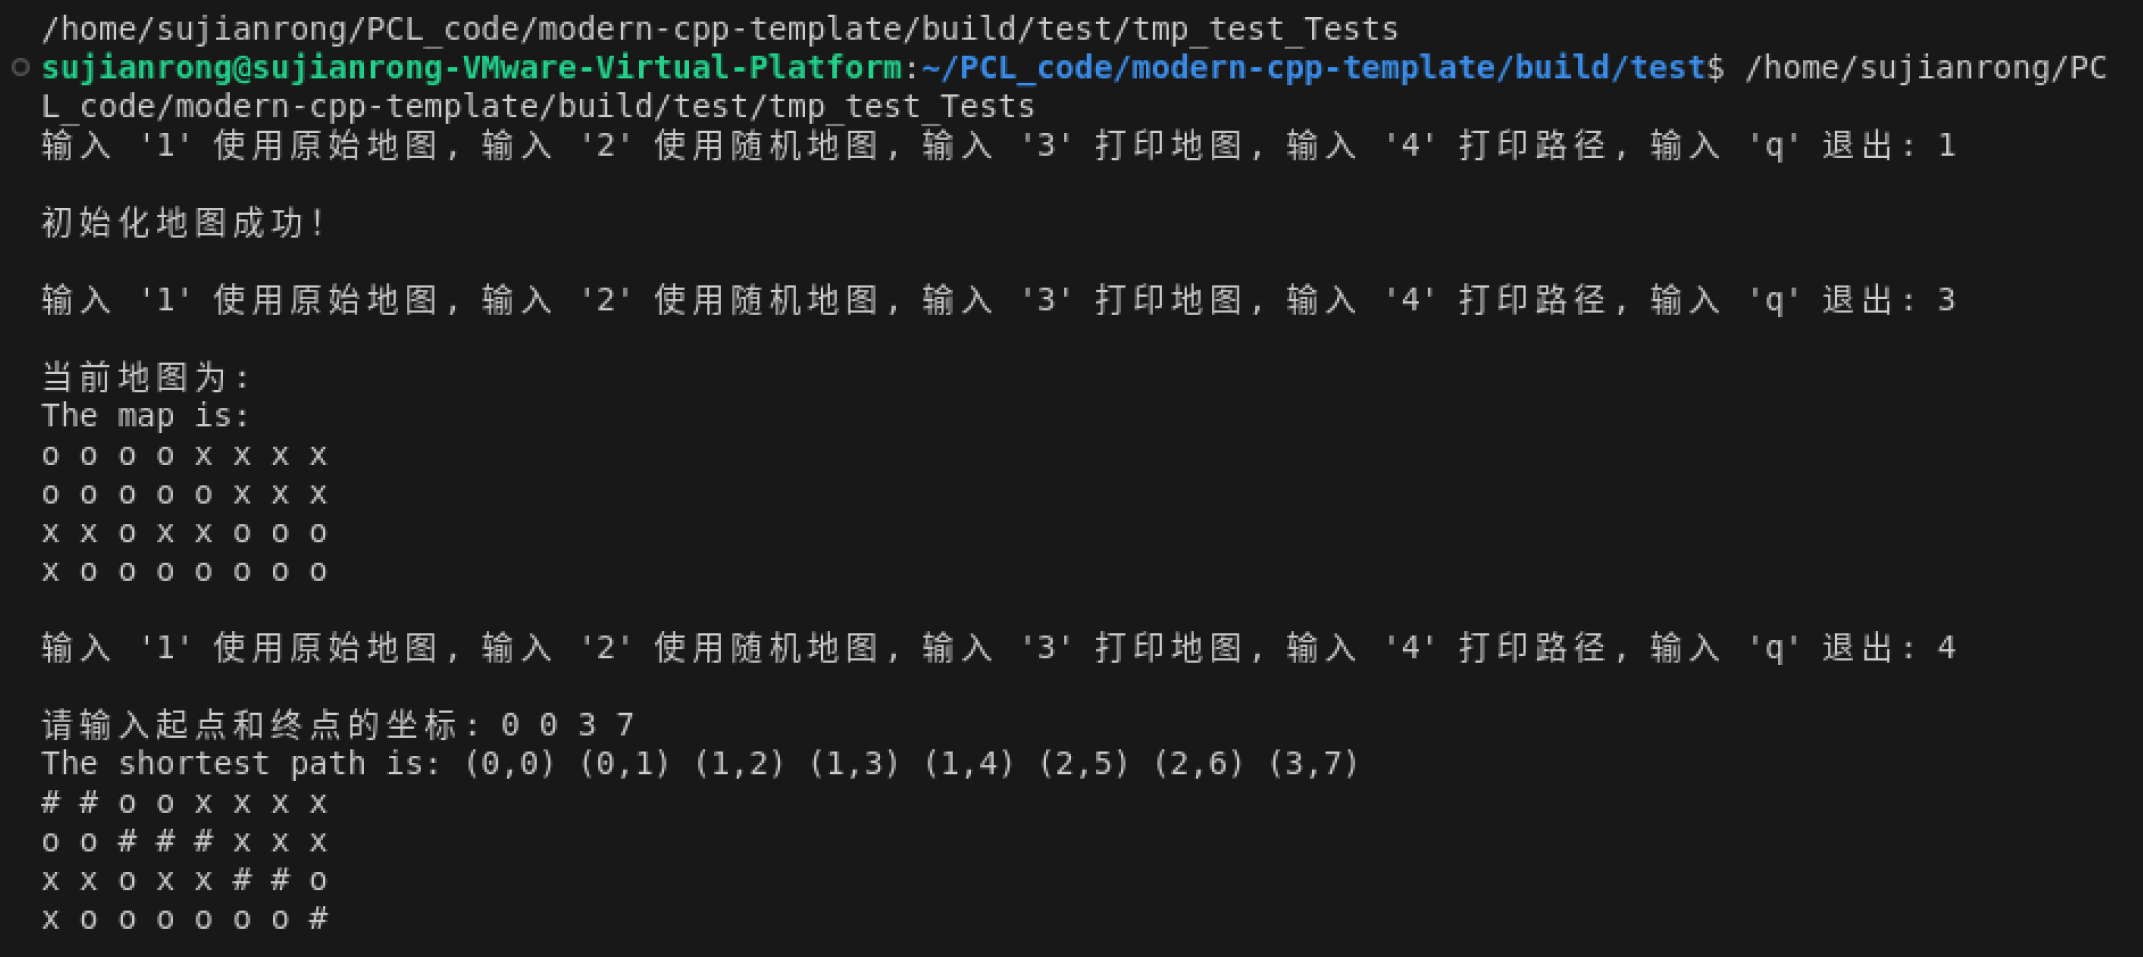 /home/sujianrong/PCL_code/modern-cpp-template/build/test/tmp_test_Tests
sujianrong@sujianrong-VMware-Virtual-Platform:~/PCL_code/modern-cpp-template/build/test$ /home/sujianrong/PC
L_code/modern-cpp-template/build/test/tmp_test_Tests
输入 '1' 使用原始地图, 输入 '2' 使用随机地图, 输入 '3' 打印地图, 输入 '4' 打印路径, 输入 'q' 退出: 1
初始化地图成功!
输入 '1' 使用原始地图, 输入 '2' 使用随机地图, 输入 '3' 打印地图, 输入 '4' 打印路径, 输入 'q' 退出: 3
当前地图为:
The map is:
o o o o x x x x
o o o o o x x x
x x o x x o o o
x o o o o o o o
输入 '1' 使用原始地图, 输入 '2' 使用随机地图, 输入 '3' 打印地图, 输入 '4' 打印路径, 输入 'q' 退出: 4
请输入起点和终点的坐标: 0 0 3 7
The shortest path is: (0,0) (0,1) (1,2) (1,3) (1,4) (2,5) (2,6) (3,7)
# # o o x x x x
o o # # # x x x
x x o x x # # o
x o o o o o o #